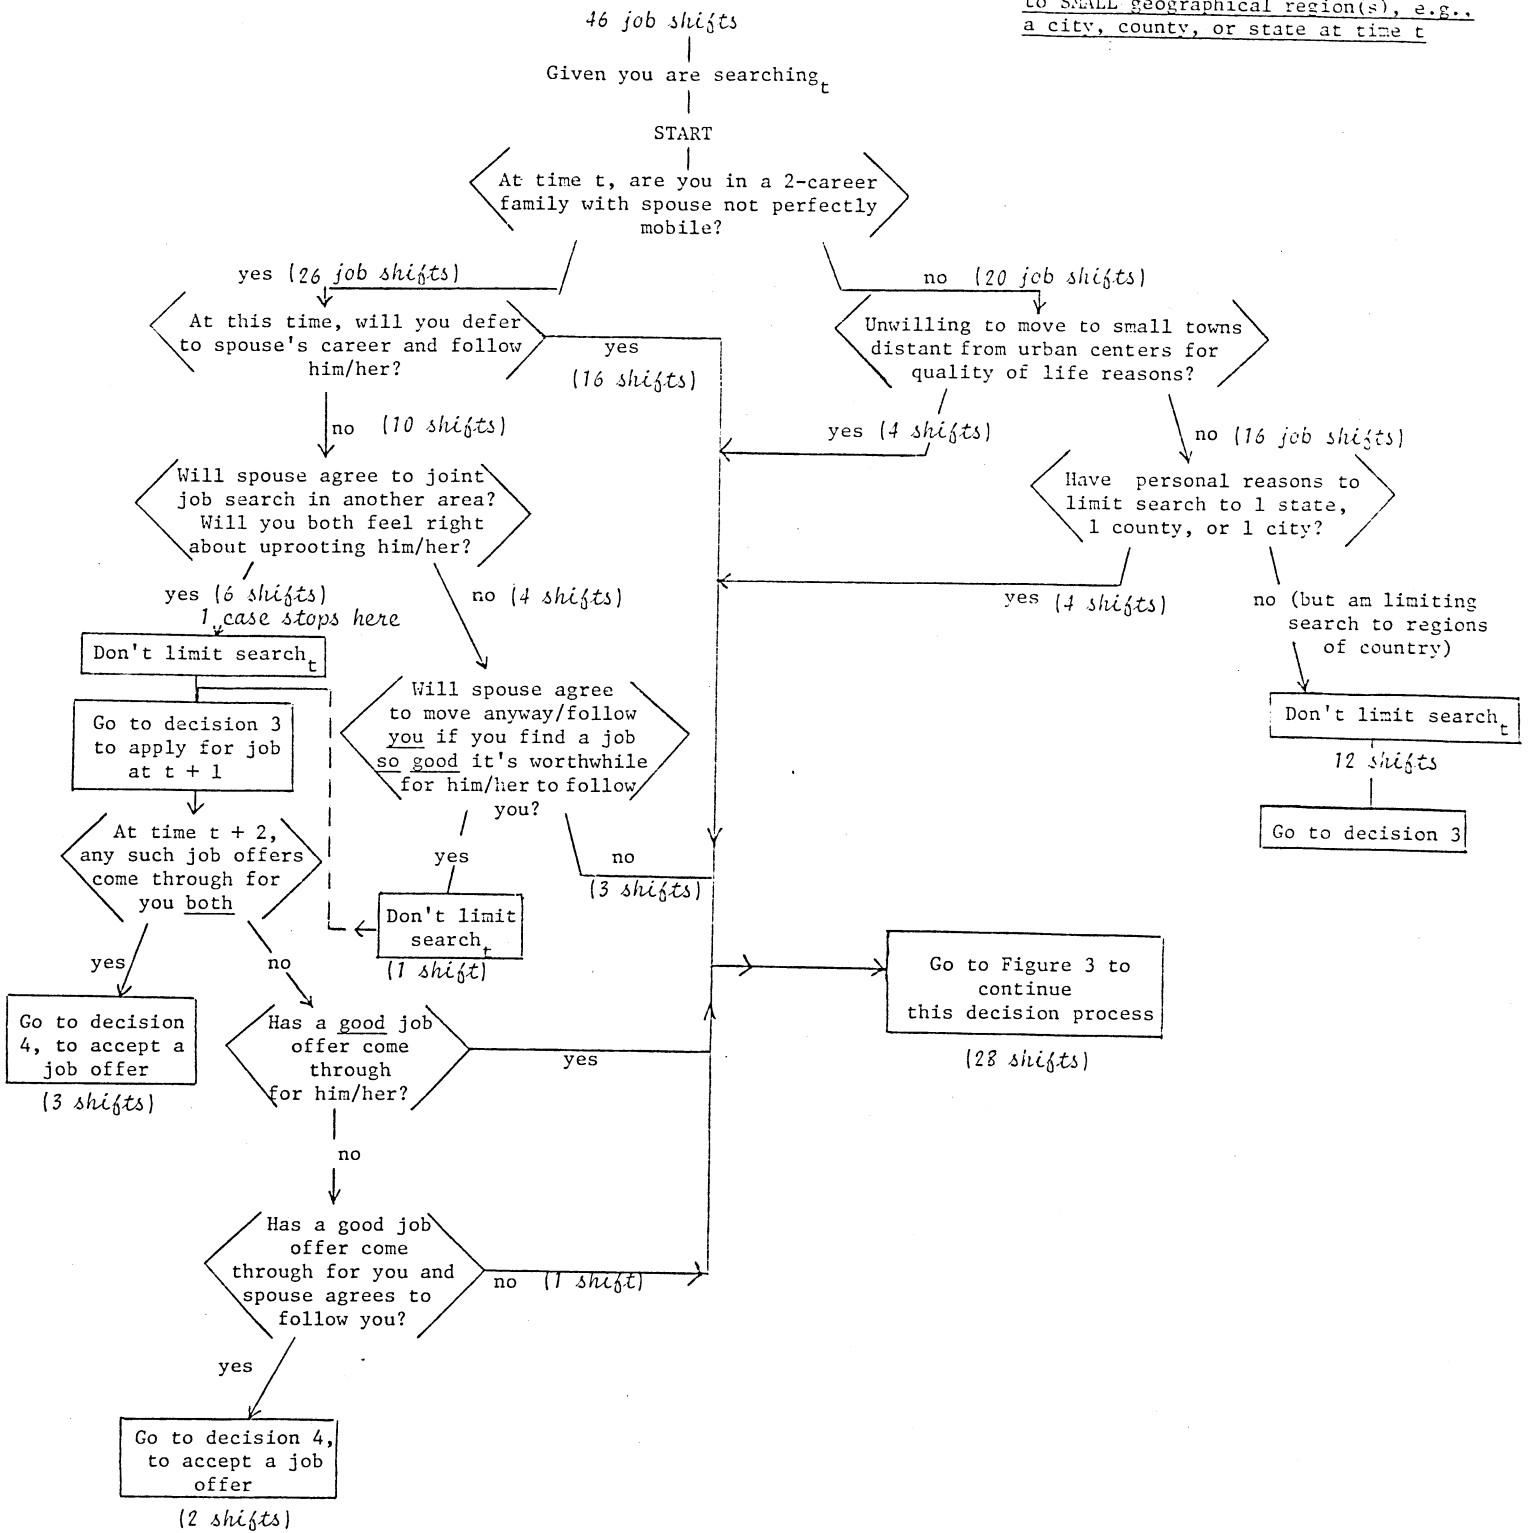 to SMALL geographical region(s), e.g.,
a city, county, or state at time t
46 job shifts
Given you are searching t
START
At time t, are you in a 2-career
family with spouse not perfectly
mobile?
yes (26 job shifts)
no (20 job shifts)
At this time, will you defer
to spouse's career and follow
him/her?
yes
(16 shifts)
Unwilling to move to small towns
distant from urban centers for
quality of life reasons?
no (10 shifts)
yes (4 shifts)
no (16 job shifts)
Will spouse agree to joint
job search in another area?
Will you both feel right
about uprooting him/her?
Have personal reasons to
limit search to 1 state,
1 county, or 1 city?
yes (6 shifts)
1 case stops here
no (4 shifts)
yes (4 shifts)
no (but am limiting
search to regions
of country)
Don't limit search t
Go to decision 3
to apply for job
at t + 1
Will spouse agree
to move anyway/follow
you if you find a job
so good it's worthwhile
for him/her to follow
you?
Don't limit search t
12 shifts
Go to decision 3
At time t + 2,
any such job offers
come through for
you both
yes
no
(3 shifts)
Don't limit
search t
(1 shift)
yes
no
Go to decision
4, to accept a
job offer
(3 shifts)
Has a good job
offer come
through
for him/her?
yes
Go to Figure 3 to
continue
this decision process
(28 shifts)
no
Has a good job
offer come
through for you and
spouse agrees to
follow you?
no (1 shift)
yes
Go to decision 4,
to accept a job
offer
(2 shifts)